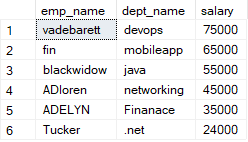 emp_name dept_name salary
1 vadebarett devops 75000
2 fin mobileapp 65000
3 blackwidow java 55000
4 ADloren networking 45000
5 ADELYN Finanace 35000
6 Tucker .net 24000